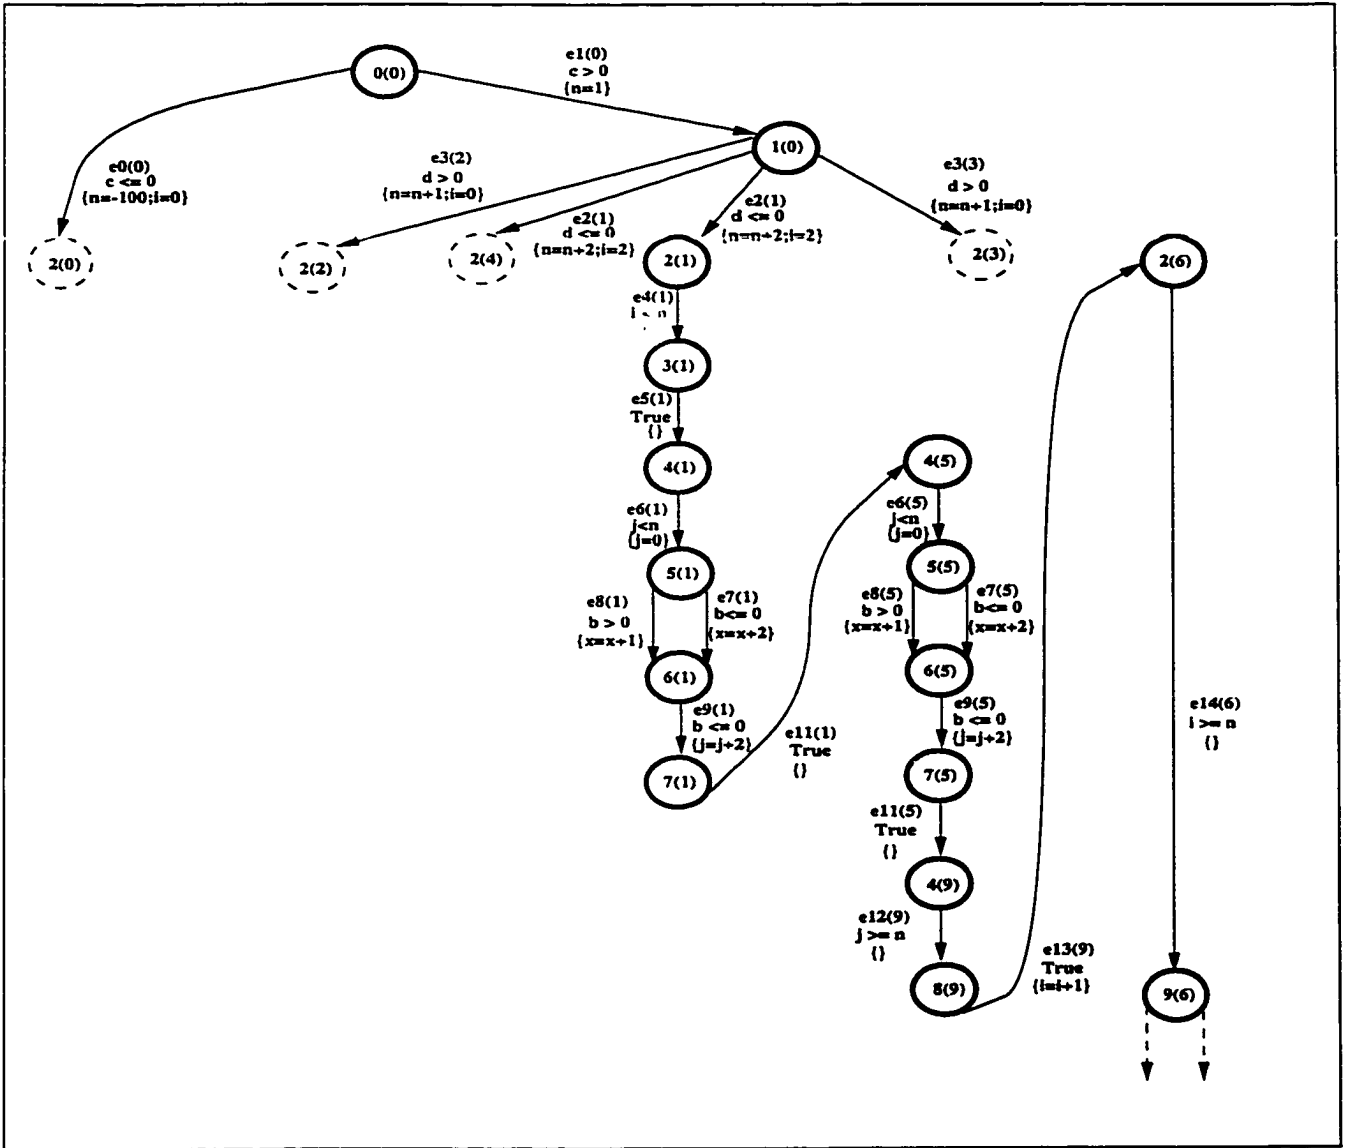 0(0)
e1(0)
c > 0
{n=1}
1(0)
e0(0)
c <= 0
{n=-100;i=0}
e3(2)
d > 0
{n=n+1;i=0}
e2(1)
d <= 0
{n=n+2;i=2}
e2(1)
d <= 0
{n=n+2;i=2}
e3(3)
d > 0
{n=n+1;i=0}
2(0)
2(2)
2(4)
2(1)
2(3)
2(6)
e4(1)
3(1)
e5(1)
True
{}
4(1)
e6(1)
j<n
{j=0}
5(1)
e8(1)
b > 0
{x=x+1}
e7(1)
b<= 0
{x=x+2}
6(1)
e9(1)
b <= 0
{j=j+2}
7(1)
e11(1)
True
{}
4(5)
e6(5)
j<n
{j=0}
5(5)
e8(5)
b > 0
{x=x+1}
e7(5)
b<= 0
{x=x+2}
6(5)
e9(5)
b <= 0
{j=j+2}
7(5)
e11(5)
True
{}
4(9)
e12(9)
j >= n
{}
8(9)
e13(9)
True
{i=i+1}
e14(6)
i >= n
{}
9(6)